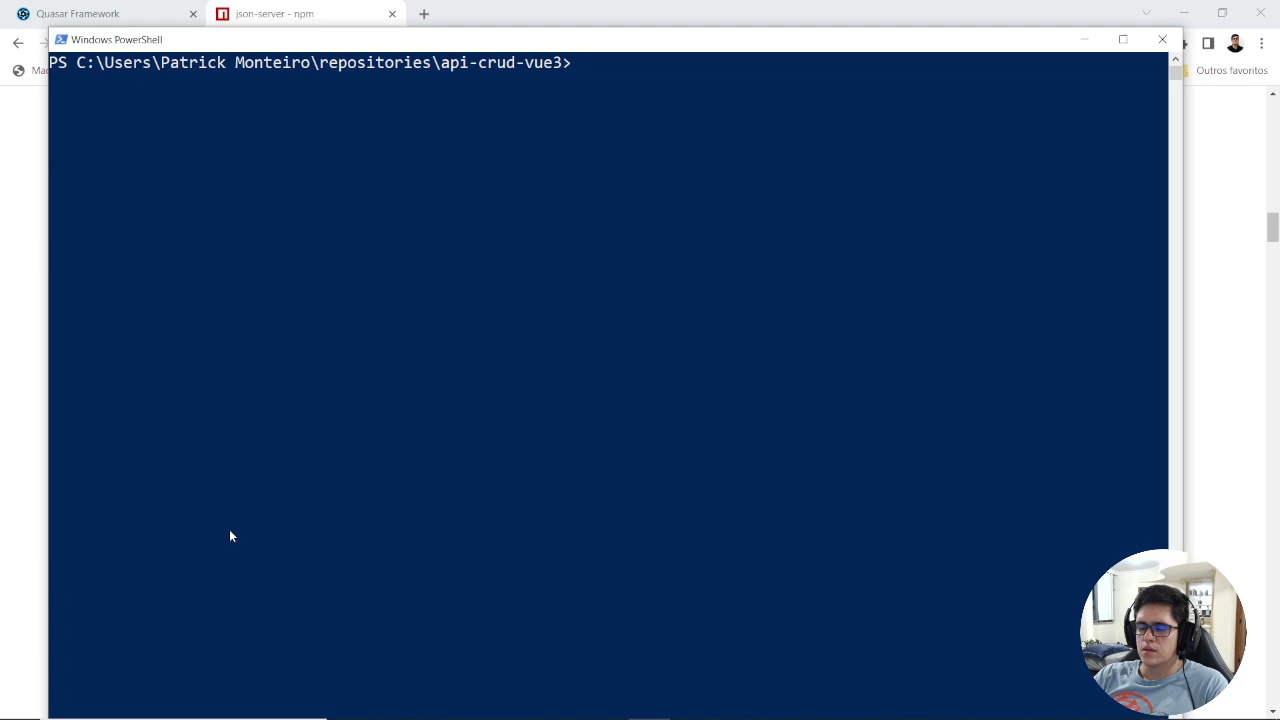 Quasar Framework
json-server - npm
Windows PowerShell
PS C:\Users\Patrick Monteiro\repositories\api-crud-vue3>
Outros favoritos